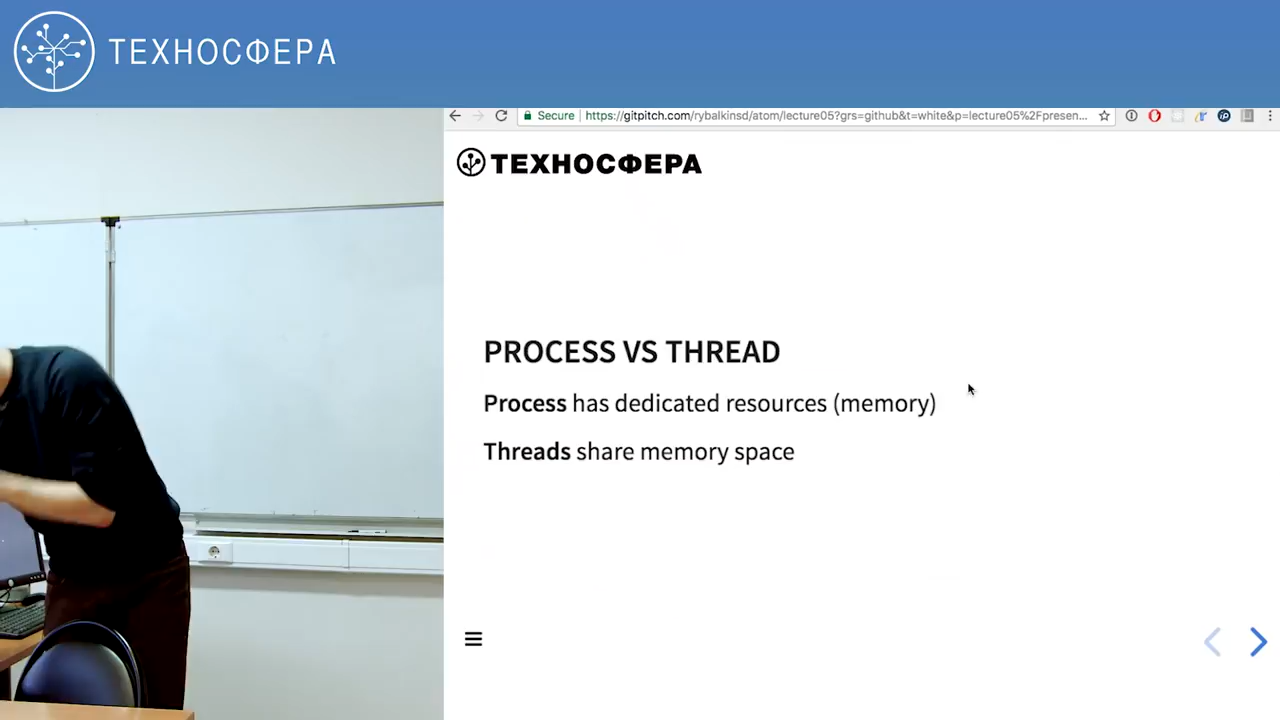 ТЕХНОСФЕРА
Secure https://gitpitch.com/rybalkinsd/atom/lecture05?grs=github&t=white&p=lecture05%2Fpresen...
ТЕХНОСФЕРА
PROCESS VS THREAD
Process has dedicated resources (memory)
Threads share memory space